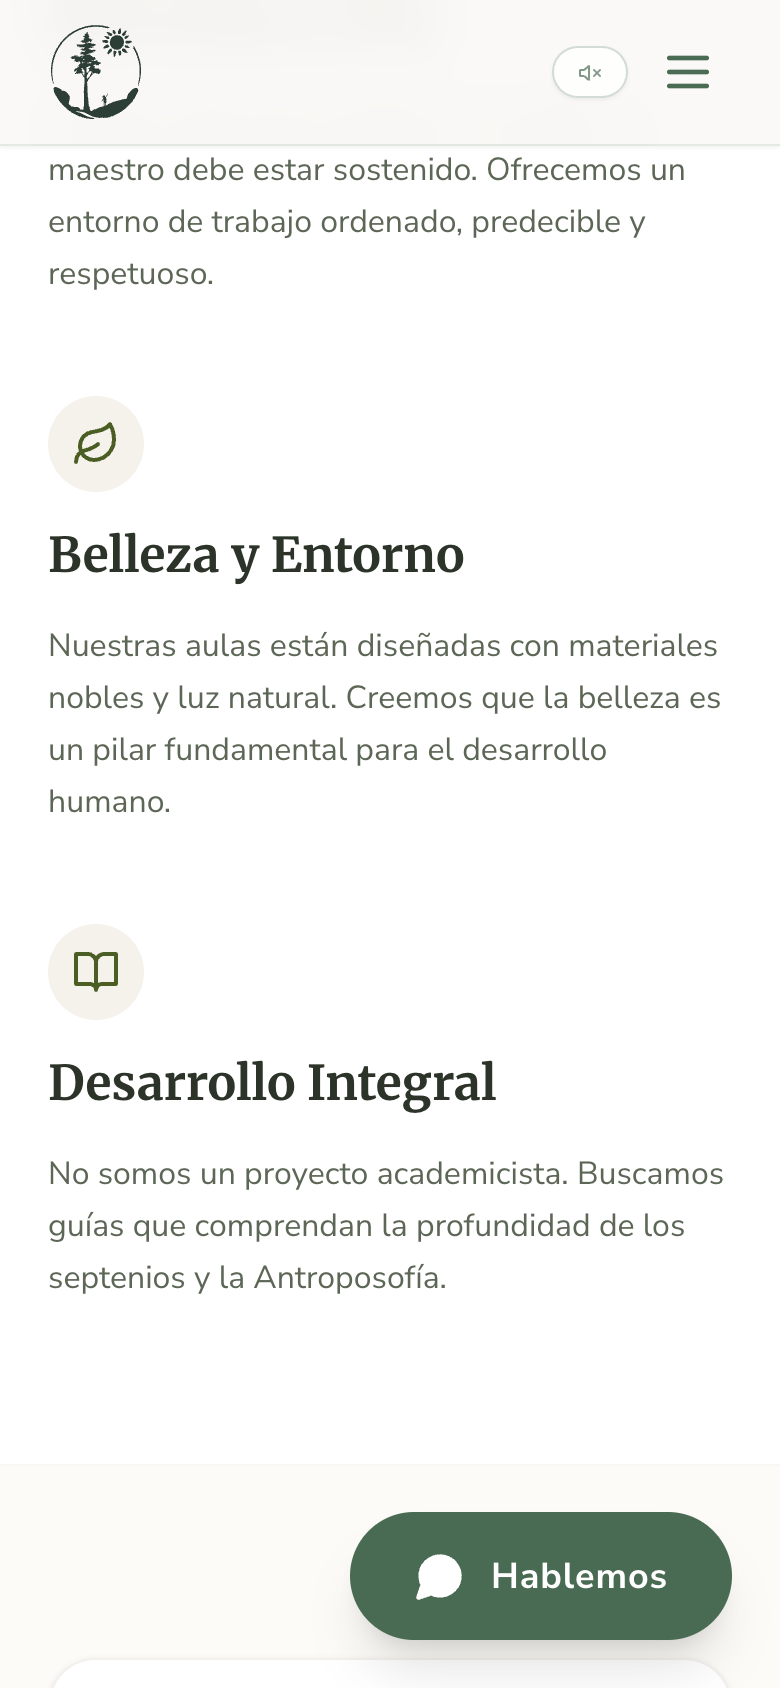 maestro debe estar sostenido. Ofrecemos un
entorno de trabajo ordenado, predecible y
respetuoso.
Belleza y Entorno
Nuestras aulas están diseñadas con materiales
nobles y luz natural. Creemos que la belleza es
un pilar fundamental para el desarrollo
humano.
Desarrollo Integral
No somos un proyecto academicista. Buscamos
guías que comprendan la profundidad de los
septenios y la Antroposofía.
Hablemos